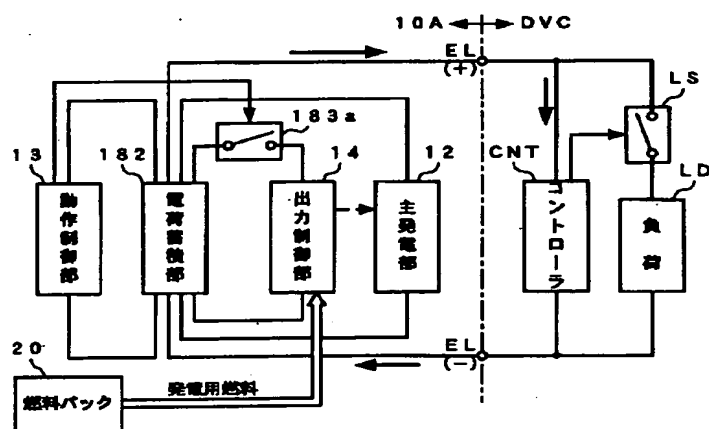 10A
DVC
EL
(+)
LS
183a
13
182
14
12
CNT
LD
動作制御部
電荷蓄積部
出力制御部
主発電部
コントローラ
負荷
EL
(-)
20
発電用燃料
燃料パック